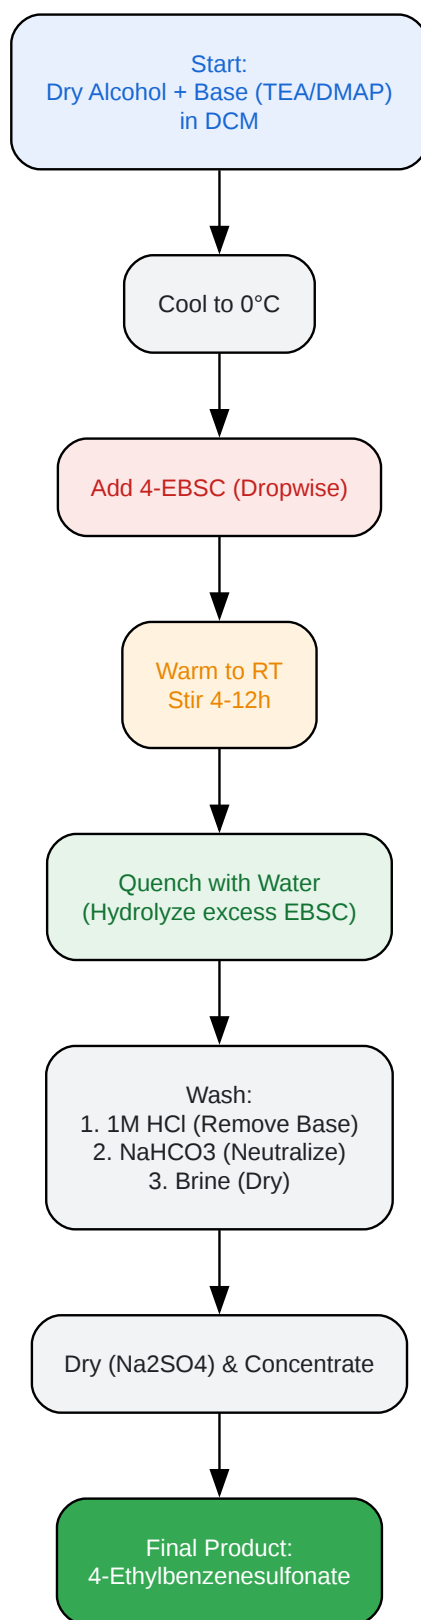 Start:
Dry Alcohol + Base (TEA/DMAP)
in DCM
Cool to 0°C
Add 4-EBSC (Dropwise)
Warm to RT
Stir 4-12h
Quench with Water
(Hydrolyze excess EBSC)
Wash:
1. 1M HCl (Remove Base)
2. NaHCO3 (Neutralize)
3. Brine (Dry)
Dry (Na2SO4) & Concentrate
Final Product:
4-Ethylbenzenesulfonate